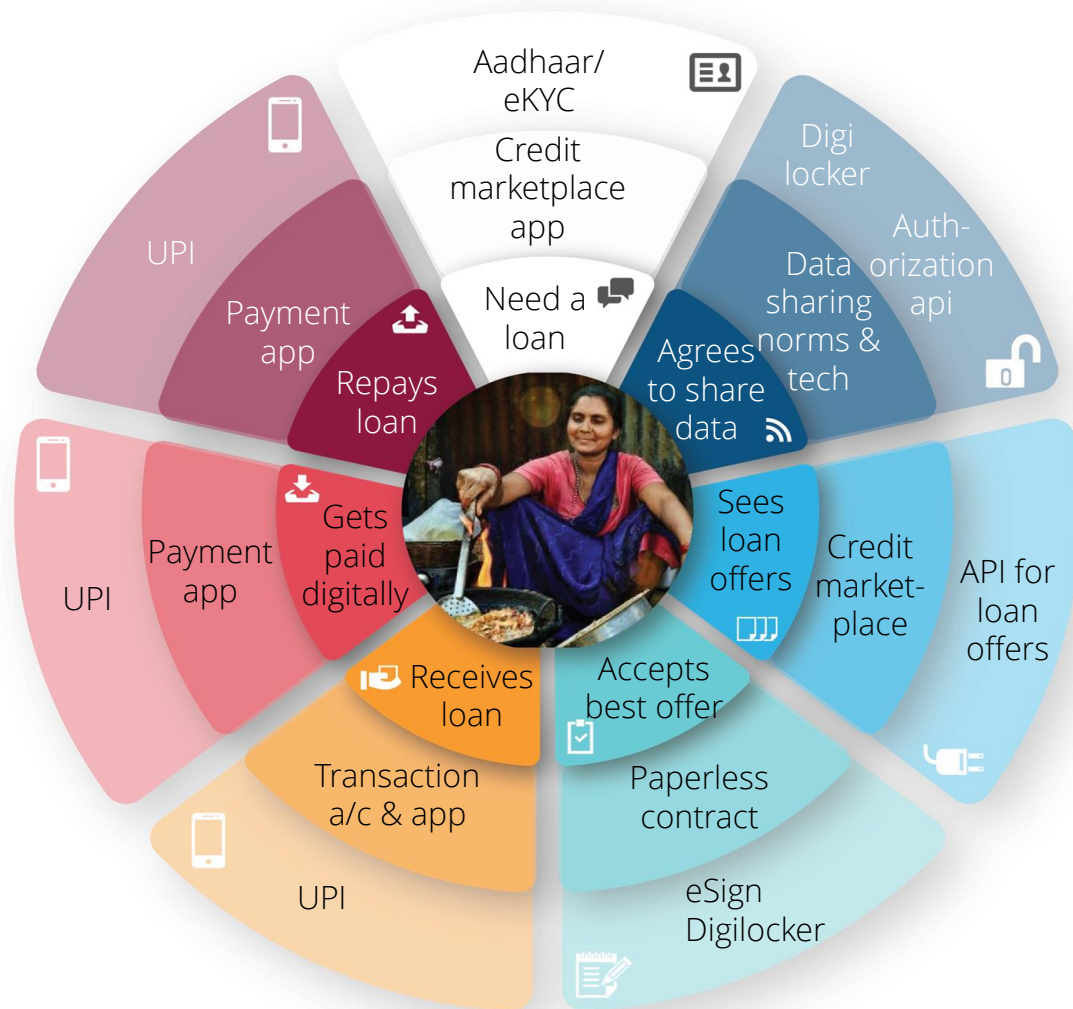 Aadhaar/
eKYC
Credit
marketplace
app
Need a
loan
Digi
locker
Auth-
orization
api
Data
sharing
norms &
tech
Agrees
to share
data
API for
loan
offers
Credit
market-
place
Sees
loan
offers
eSign
Digilocker
Paperless
contract
Accepts
best offer
UPI
Transaction
a/c & app
Receives
loan
UPI
Payment
app
Gets
paid
digitally
UPI
Payment
app
Repays
loan